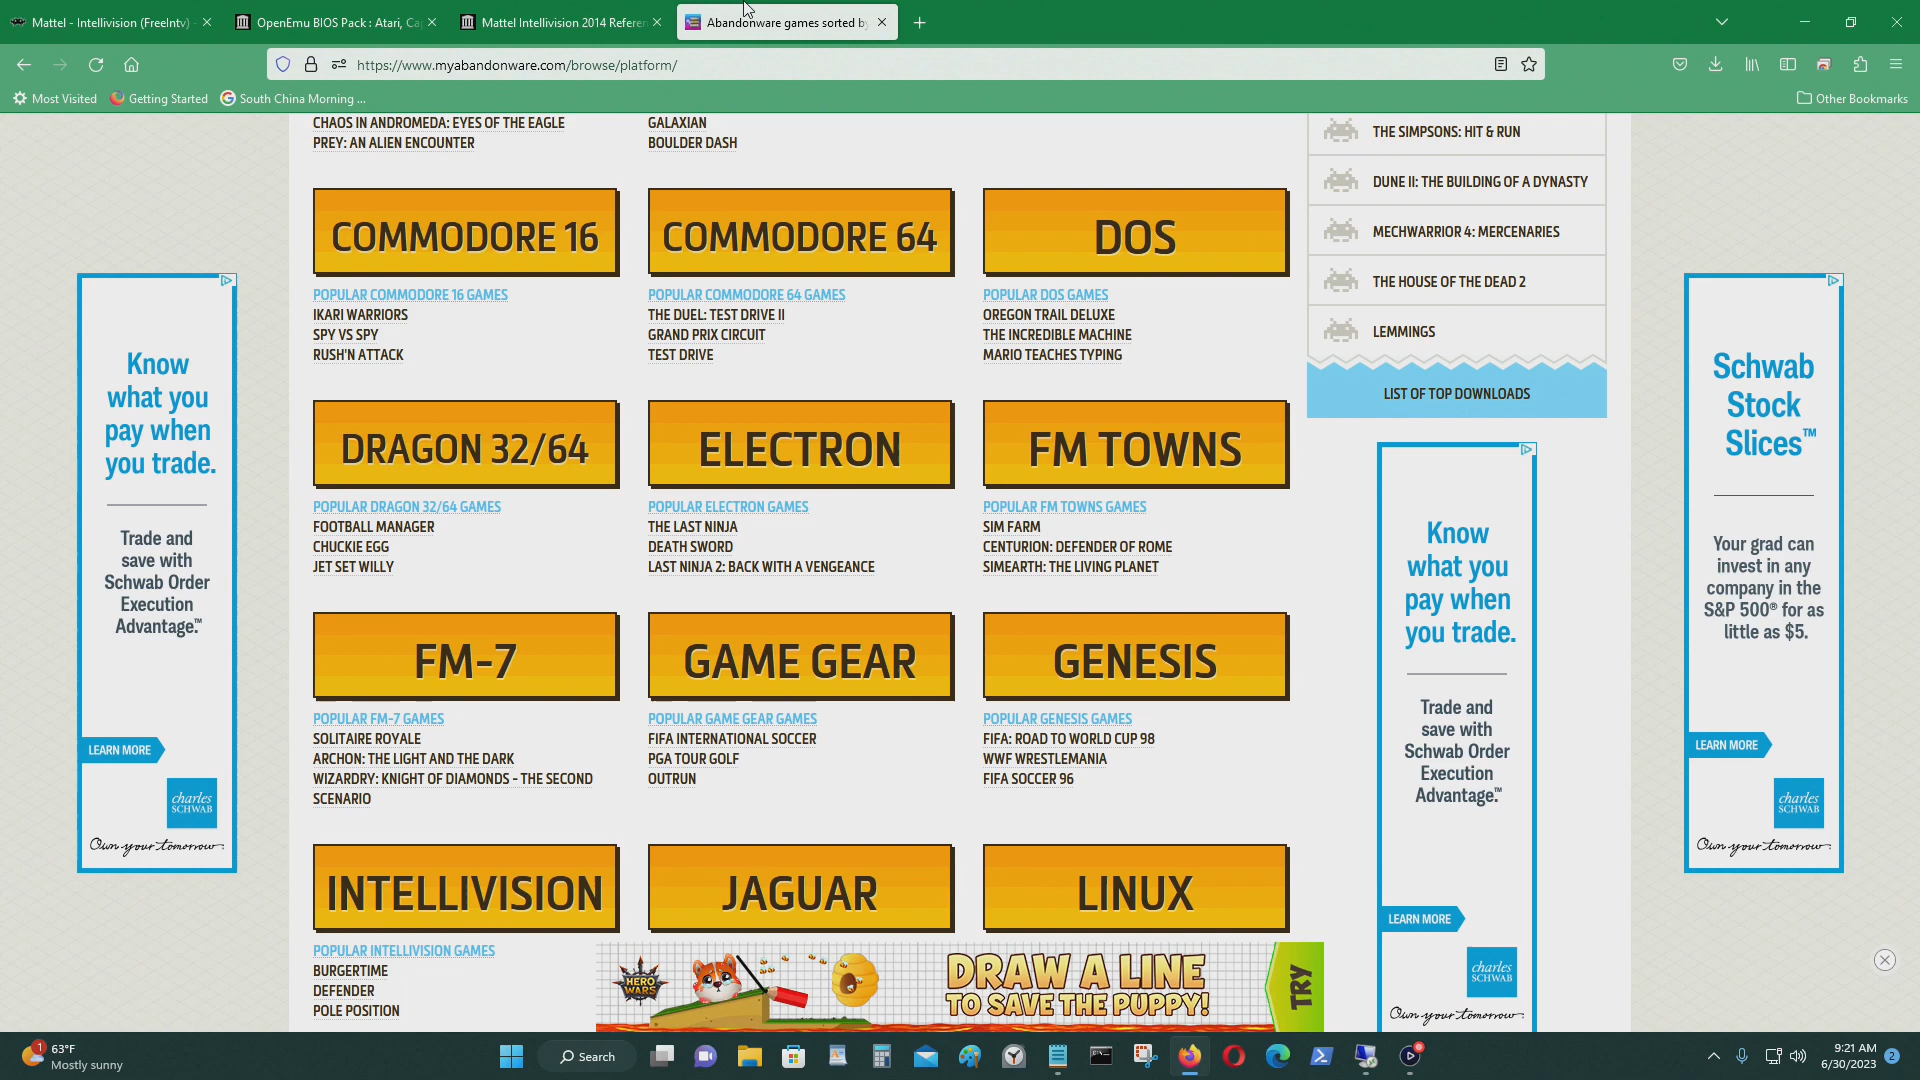 Mattel - Intellivision (FreeIntv)
OpenEmu BIOS Pack : Atari, Ca
Mattel Intellivision 2014 Referen
Abandonware games sorted by
https://www.myabandonware.com/browse/platform/
Most Visited
Getting Started
South China Morning ...
Other Bookmarks
CHAOS IN ANDROMEDA: EYES OF THE EAGLE
PREY: AN ALIEN ENCOUNTER
GALAXIAN
BOULDER DASH
COMMODORE 16
POPULAR COMMODORE 16 GAMES
IKARI WARRIORS
SPY VS SPY
RUSH'N ATTACK
COMMODORE 64
POPULAR COMMODORE 64 GAMES
THE DUEL: TEST DRIVE II
GRAND PRIX CIRCUIT
TEST DRIVE
DOS
POPULAR DOS GAMES
OREGON TRAIL DELUXE
THE INCREDIBLE MACHINE
MARIO TEACHES TYPING
DRAGON 32/64
POPULAR DRAGON 32/64 GAMES
FOOTBALL MANAGER
CHUCKIE EGG
JET SET WILLY
ELECTRON
POPULAR ELECTRON GAMES
THE LAST NINJA
DEATH SWORD
LAST NINJA 2: BACK WITH A VENGEANCE
FM TOWNS
POPULAR FM TOWNS GAMES
SIM FARM
CENTURION: DEFENDER OF ROME
SIMEARTH: THE LIVING PLANET
FM-7
POPULAR FM-7 GAMES
SOLITAIRE ROYALE
ARCHON: THE LIGHT AND THE DARK
WIZARDRY: KNIGHT OF DIAMONDS - THE SECOND
SCENARIO
GAME GEAR
POPULAR GAME GEAR GAMES
FIFA INTERNATIONAL SOCCER
PGA TOUR GOLF
OUTRUN
GENESIS
POPULAR GENESIS GAMES
FIFA: ROAD TO WORLD CUP 98
WWF WRESTLEMANIA
FIFA SOCCER 96
INTELLIVISION
POPULAR INTELLIVISION GAMES
BURGERTIME
DEFENDER
POLE POSITION
JAGUAR
LINUX
THE SIMPSONS: HIT & RUN
DUNE II: THE BUILDING OF A DYNASTY
MECHWARRIOR 4: MERCENARIES
THE HOUSE OF THE DEAD 2
LEMMINGS
LIST OF TOP DOWNLOADS
Know
what you
pay when
you trade.
Trade and
save with
Schwab Order
Execution
Advantage.™
LEARN MORE
charles
SCHWAB
Own your tomorrow.
Know
what you
pay when
you trade.
Trade and
save with
Schwab Order
Execution
Advantage.™
LEARN MORE
charles
SCHWAB
Own your tomorrow.
Schwab
Stock
Slices™
Your grad can
invest in any
company in the
S&P 500® for as
little as $5.
LEARN MORE
charles
SCHWAB
Own your tomorrow.
HERO
WARS
DRAW A LINE
TO SAVE THE PUPPY!
TRY
1
63°F
Mostly sunny
Search
9:21 AM
6/30/2023
2